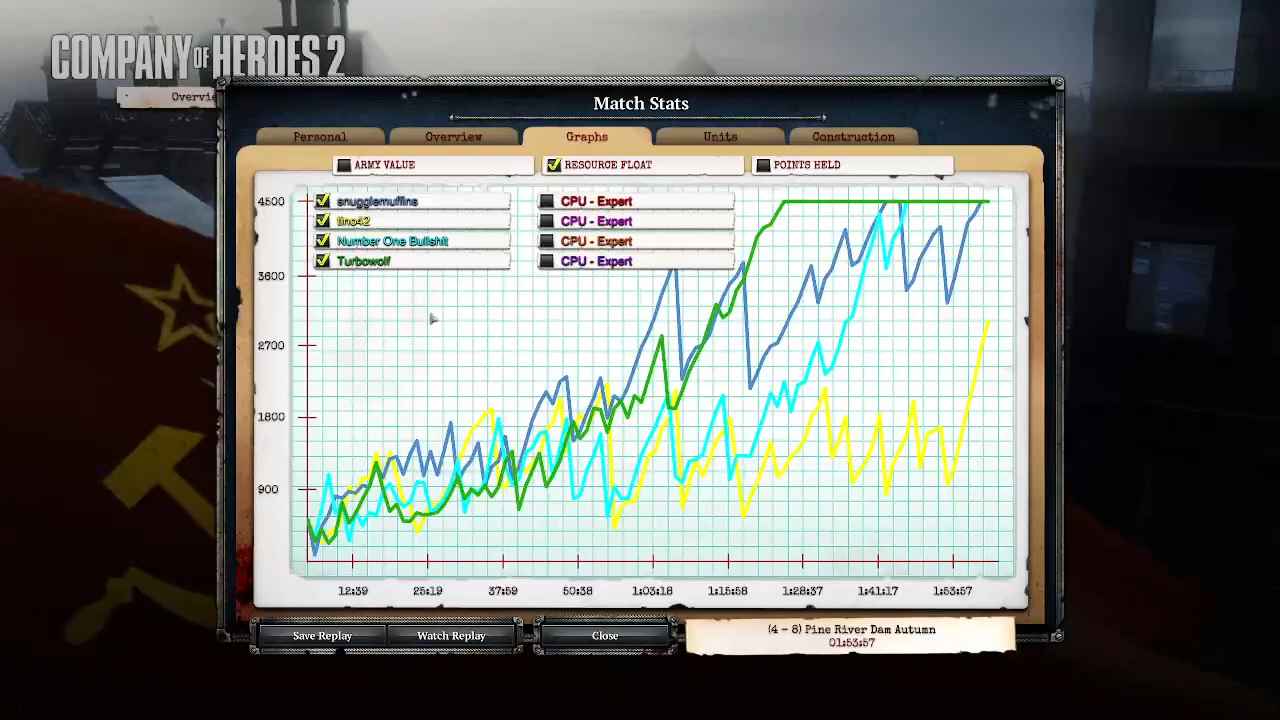 COMPANY OF HEROES 2
Overvie
Match Stats
Personal Overview Graphs Units Construction
ARMY VALUE RESOURCE FLOAT POINTS HELD
4500
snugglemuffins CPU - Expert
tino42 CPU - Expert
Number One Bullshit CPU - Expert
Turbowolf CPU - Expert
3600
2700
1800
900
12:39 25:19 37:59 50:38 1:03:18 1:15:58 1:28:37 1:41:17 1:53:57
Save Replay Watch Replay Close
(4 - 8) Pine River Dam Autumn
01:53:57